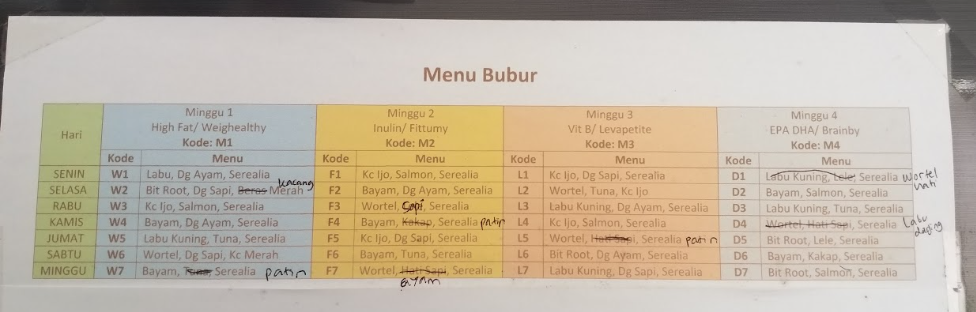 Menu Bubur
Hari Minggu 1 Minggu 2 Minggu 3 Minggu 4
High Fat/ Weighealthy Inulin/ Fittumy Vit B/ Levapetite EPA DHA/ Brainby
Kode: M1 Kode: M2 Kode: M3 Kode: M4
Kode Menu Kode Menu Kode Menu Kode Menu
SENIN W1 Labu, Dg Ayam, Serealia F1 Kc Ijo, Salmon, Serealia L1 Kc Ijo, Dg Sapi, Serealia D1 Labu Kuning, Lele, Serealia wortel hati
SELASA W2 Bit Root, Dg Sapi, Beras Merah kacang F2 Bayam, Dg Ayam, Serealia L2 Wortel, Tuna, Kc Ijo D2 Bayam, Salmon, Serealia
RABU W3 Kc Ijo, Salmon, Serealia F3 Wortel, Sapi, Serealia L3 Labu Kuning, Dg Ayam, Serealia D3 Labu Kuning, Tuna, Serealia
KAMIS W4 Bayam, Dg Ayam, Serealia F4 Bayam, Kakap, Serealia patin L4 Kc Ijo, Salmon, Serealia D4 Wortel, Hati Sapi, Serealia Labu daging
JUMAT W5 Labu Kuning, Tuna, Serealia F5 Kc Ijo, Dg Sapi, Serealia L5 Wortel, Hati Sapi, Serealia patin D5 Bit Root, Lele, Serealia
SABTU W6 Wortel, Dg Sapi, Kc Merah F6 Bayam, Tuna, Serealia L6 Bit Root, Dg Ayam, Serealia D6 Bayam, Kakap, Serealia
MINGGU W7 Bayam, Tuna, Serealia patin F7 Wortel, Hati Sapi, Serealia L7 Labu Kuning, Dg Sapi, Serealia D7 Bit Root, Salmon, Serealia
ayam